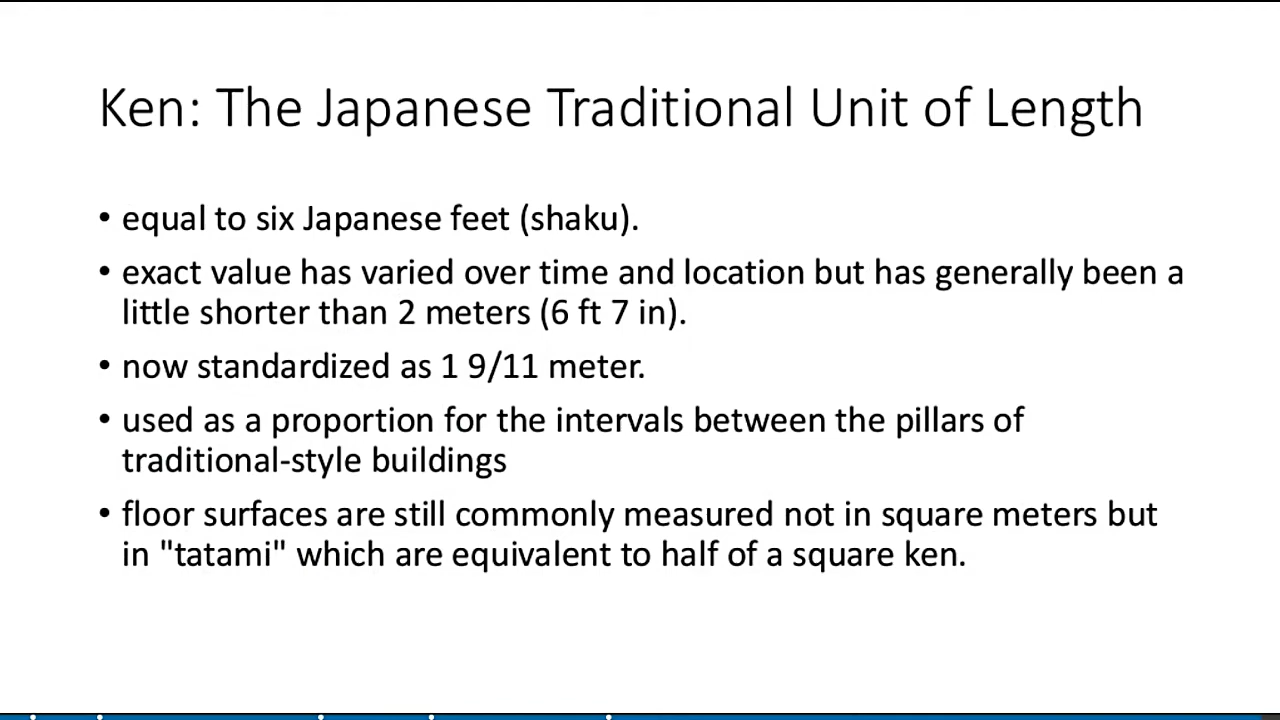 Ken: The Japanese Traditional Unit of Length
• equal to six Japanese feet (shaku).
• exact value has varied over time and location but has generally been a
little shorter than 2 meters (6 ft 7 in).
• now standardized as 1 9/11 meter.
• used as a proportion for the intervals between the pillars of
traditional-style buildings
• floor surfaces are still commonly measured not in square meters but
in "tatami" which are equivalent to half of a square ken.